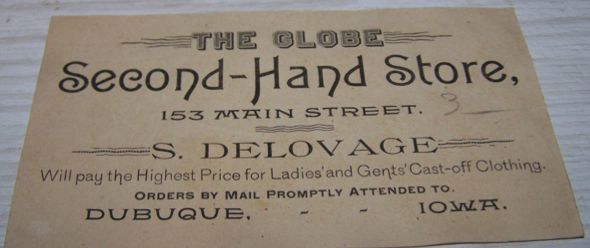 THE GLOBE
Second-Hand Store,
153 MAIN STREET. 3
S. DELOVAGE
Will pay the Highest Price for Ladies' and Gents' Cast-off Clothing.
ORDERS BY MAIL PROMPTLY ATTENDED TO.
DUBUQUE, - - IOWA.